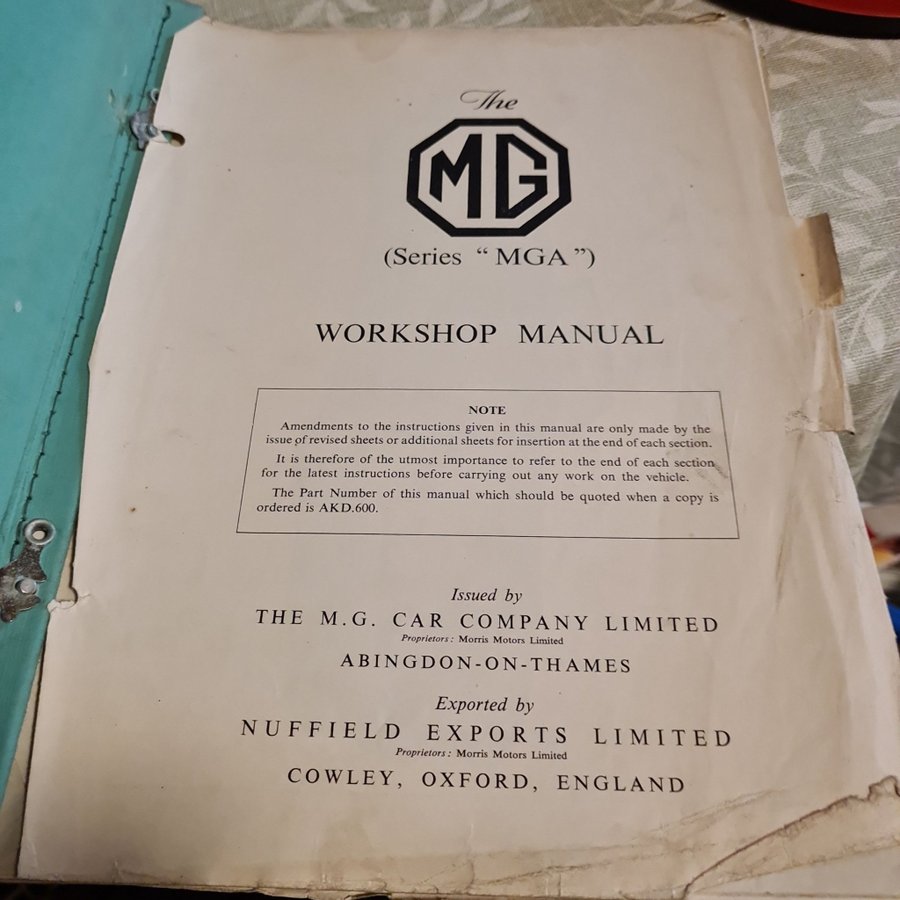 The
MG
(Series “MGA”)
WORKSHOP MANUAL
NOTE
Amendments to the instructions given in this manual are only made by the
issue of revised sheets or additional sheets for insertion at the end of each section.
It is therefore of the utmost importance to refer to the end of each section
for the latest instructions before carrying out any work on the vehicle.
The Part Number of this manual which should be quoted when a copy is
ordered is AKD.600.
Issued by
THE M.G. CAR COMPANY LIMITED
Proprietors: Morris Motors Limited
ABINGDON-ON-THAMES
Exported by
NUFFIELD EXPORTS LIMITED
Proprietors: Morris Motors Limited
COWLEY, OXFORD, ENGLAND